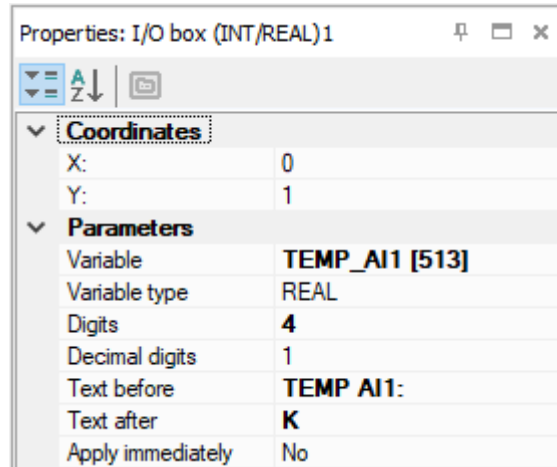 Properties: I/O box (INT/REAL)1
Coordinates
X: 0
Y: 1
Parameters
Variable TEMP_AI1 [513]
Variable type REAL
Digits 4
Decimal digits 1
Text before TEMP AI1:
Text after K
Apply immediately No